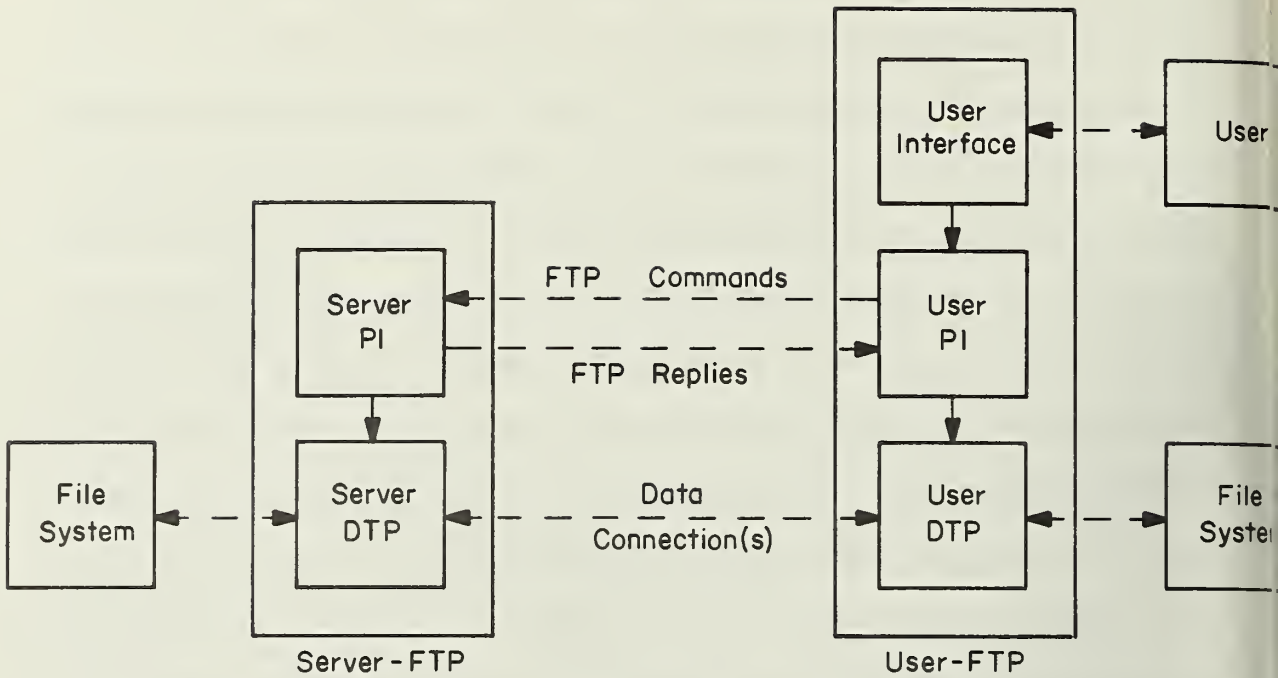 User
Interface
User
FTP Commands
Server
PI
User
PI
FTP Replies
File
System
Server
DTP
Data
Connection(s)
User
DTP
File
Server-FTP
User-FTP